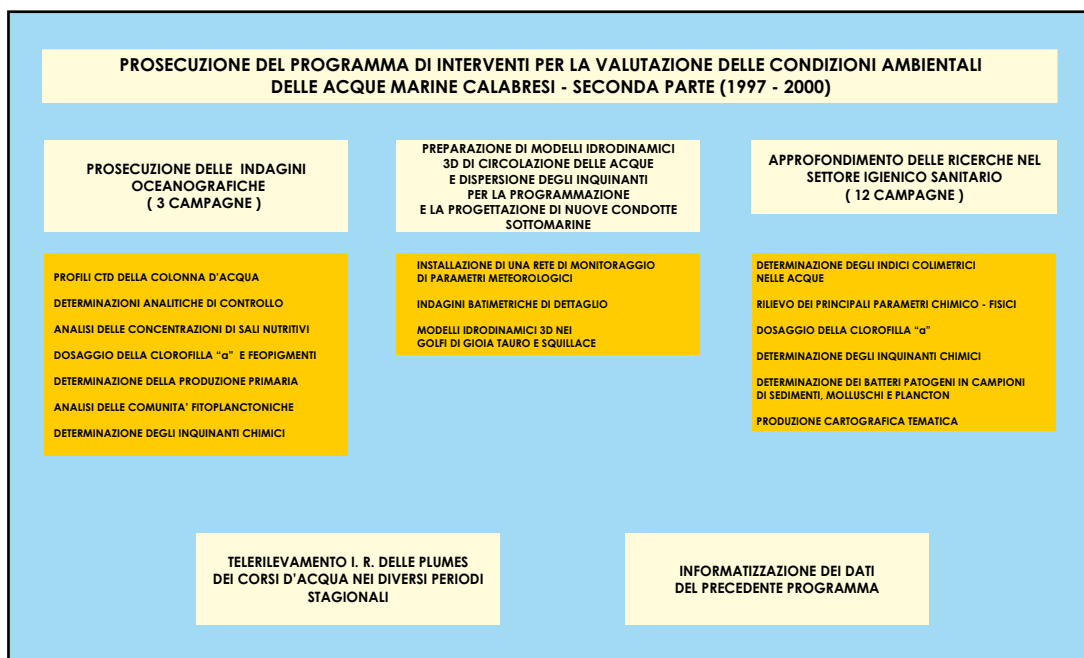 PROSECUZIONE DEL PROGRAMMA DI INTERVENTI PER LA VALUTAZIONE DELLE CONDIZIONI AMBIENTALI
DELLE ACQUE MARINE CALABRESI - SECONDA PARTE (1997 - 2000)
PROSECUZIONE DELLE INDAGINI
OCEANOGRAFICHE
( 3 CAMPAGNE )
PROFILI CTD DELLA COLONNA D'ACQUA
DETERMINAZIONI ANALITICHE DI CONTROLLO
ANALISI DELLE CONCENTRAZIONI DI SALI NUTRITIVI
DOSAGGIO DELLA CLOROFILLA “a” E FEOPIGMENTI
DETERMINAZIONE DELLA PRODUZIONE PRIMARIA
ANALISI DELLE COMUNITA’ FITOPLANCTONICHE
DETERMINAZIONE DEGLI INQUINANTI CHIMICI
PREPARAZIONE DI MODELLI IDRODINAMICI
3D DI CIRCOLAZIONE DELLE ACQUE
E DISPERSIONE DEGLI INQUINANTI
PER LA PROGRAMMAZIONE
E LA PROGETTAZIONE DI NUOVE CONDOTTE
SOTTOMARINE
INSTALLAZIONE DI UNA RETE DI MONITORAGGIO
DI PARAMETRI METEOROLOGICI
INDAGINI BATIMETRICHE DI DETTAGLIO
MODELLI IDRODINAMICI 3D NEI
GOLFI DI GIOIA TAURO E SQUILLACE
APPROFONDIMENTO DELLE RICERCHE NEL
SETTORE IGIENICO SANITARIO
( 12 CAMPAGNE )
DETERMINAZIONE DEGLI INDICI COLIMETRICI
NELLE ACQUE
RILIEVO DEI PRINCIPALI PARAMETRI CHIMICO - FISICI
DOSAGGIO DELLA CLOROFILLA “a”
DETERMINAZIONE DEGLI INQUINANTI CHIMICI
DETERMINAZIONE DEI BATTERI PATOGENI IN CAMPIONI
DI SEDIMENTI, MOLLUSCHI E PLANCTON
PRODUZIONE CARTOGRAFICA TEMATICA
TELERILEVAMENTO I. R. DELLE PLUMES
DEI CORSI D’ACQUA NEI DIVERSI PERIODI
STAGIONALI
INFORMATIZZAZIONE DEI DATI
DEL PRECEDENTE PROGRAMMA